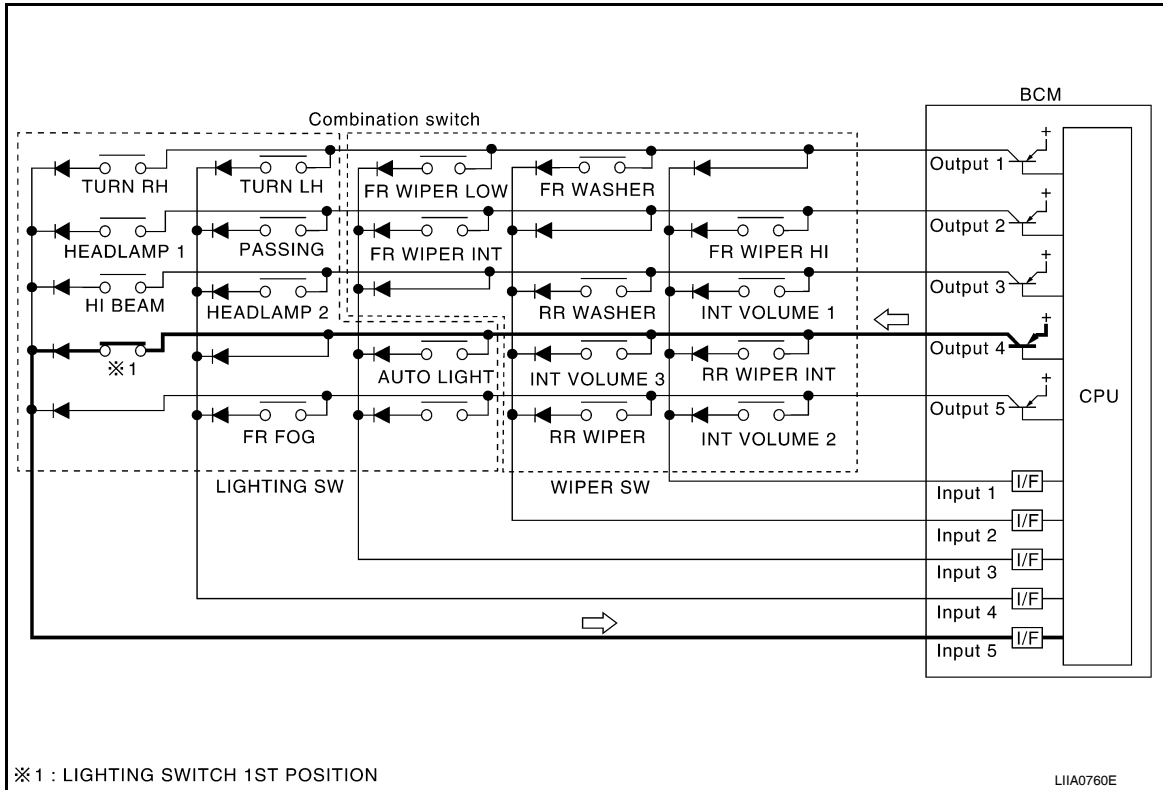 BCM
Combination switch
+
Output 1
TURN RH
TURN LH
FR WIPER LOW
FR WASHER
+
Output 2
HEADLAMP 1
PASSING
FR WIPER INT
FR WIPER HI
+
Output 3
HI BEAM
HEADLAMP 2
RR WASHER
INT VOLUME 1
+
Output 4
※1
AUTO LIGHT
INT VOLUME 3
RR WIPER INT
+
CPU
Output 5
FR FOG
RR WIPER
INT VOLUME 2
LIGHTING SW
WIPER SW
Input 1
I/F
Input 2
I/F
Input 3
I/F
Input 4
I/F
Input 5
I/F
※1 : LIGHTING SWITCH 1ST POSITION
LIIA0760E